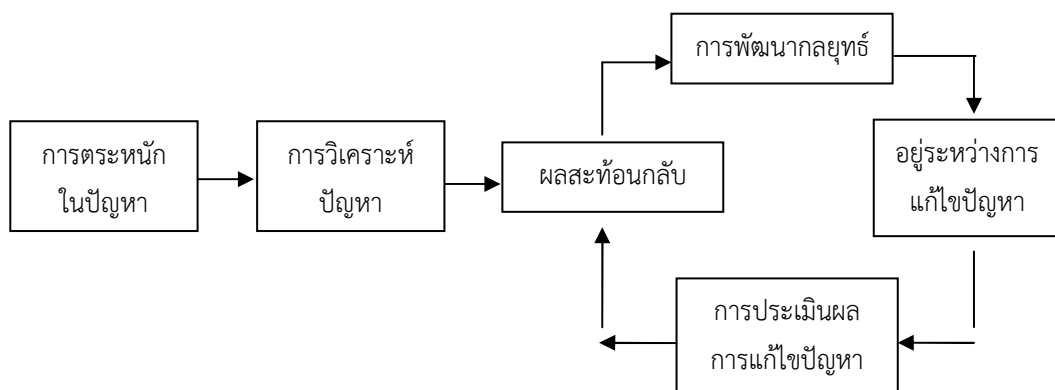 การพัฒนากลยุทธ์
การตระหนัก
ในปัญหา
การวิเคราะห์
ปัญหา
ผลสะท้อนกลับ
อยู่ระหว่างการ
แก้ไขปัญหา
การประเมินผล
การแก้ไขปัญหา